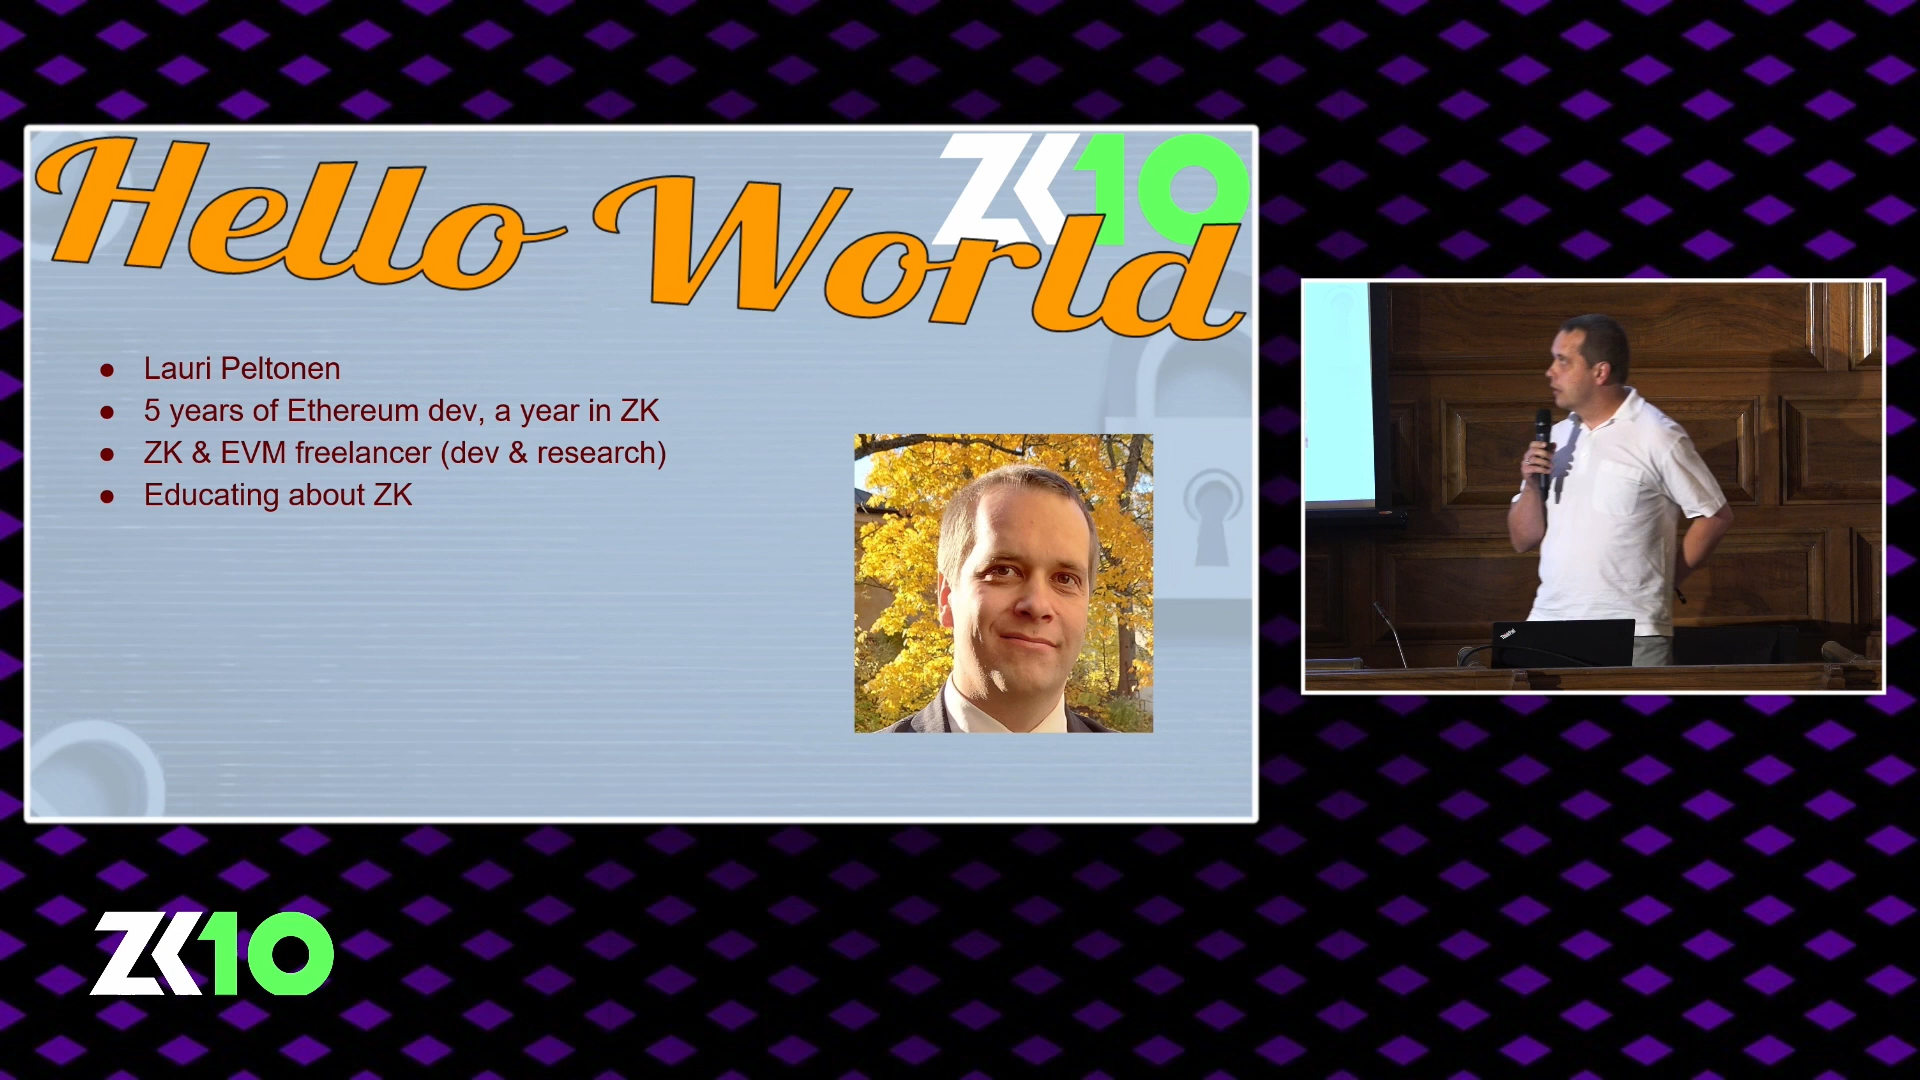 Hello World
ZK10
● Lauri Peltonen
● 5 years of Ethereum dev, a year in ZK
● ZK & EVM freelancer (dev & research)
● Educating about ZK
ThinkPad
ZK10